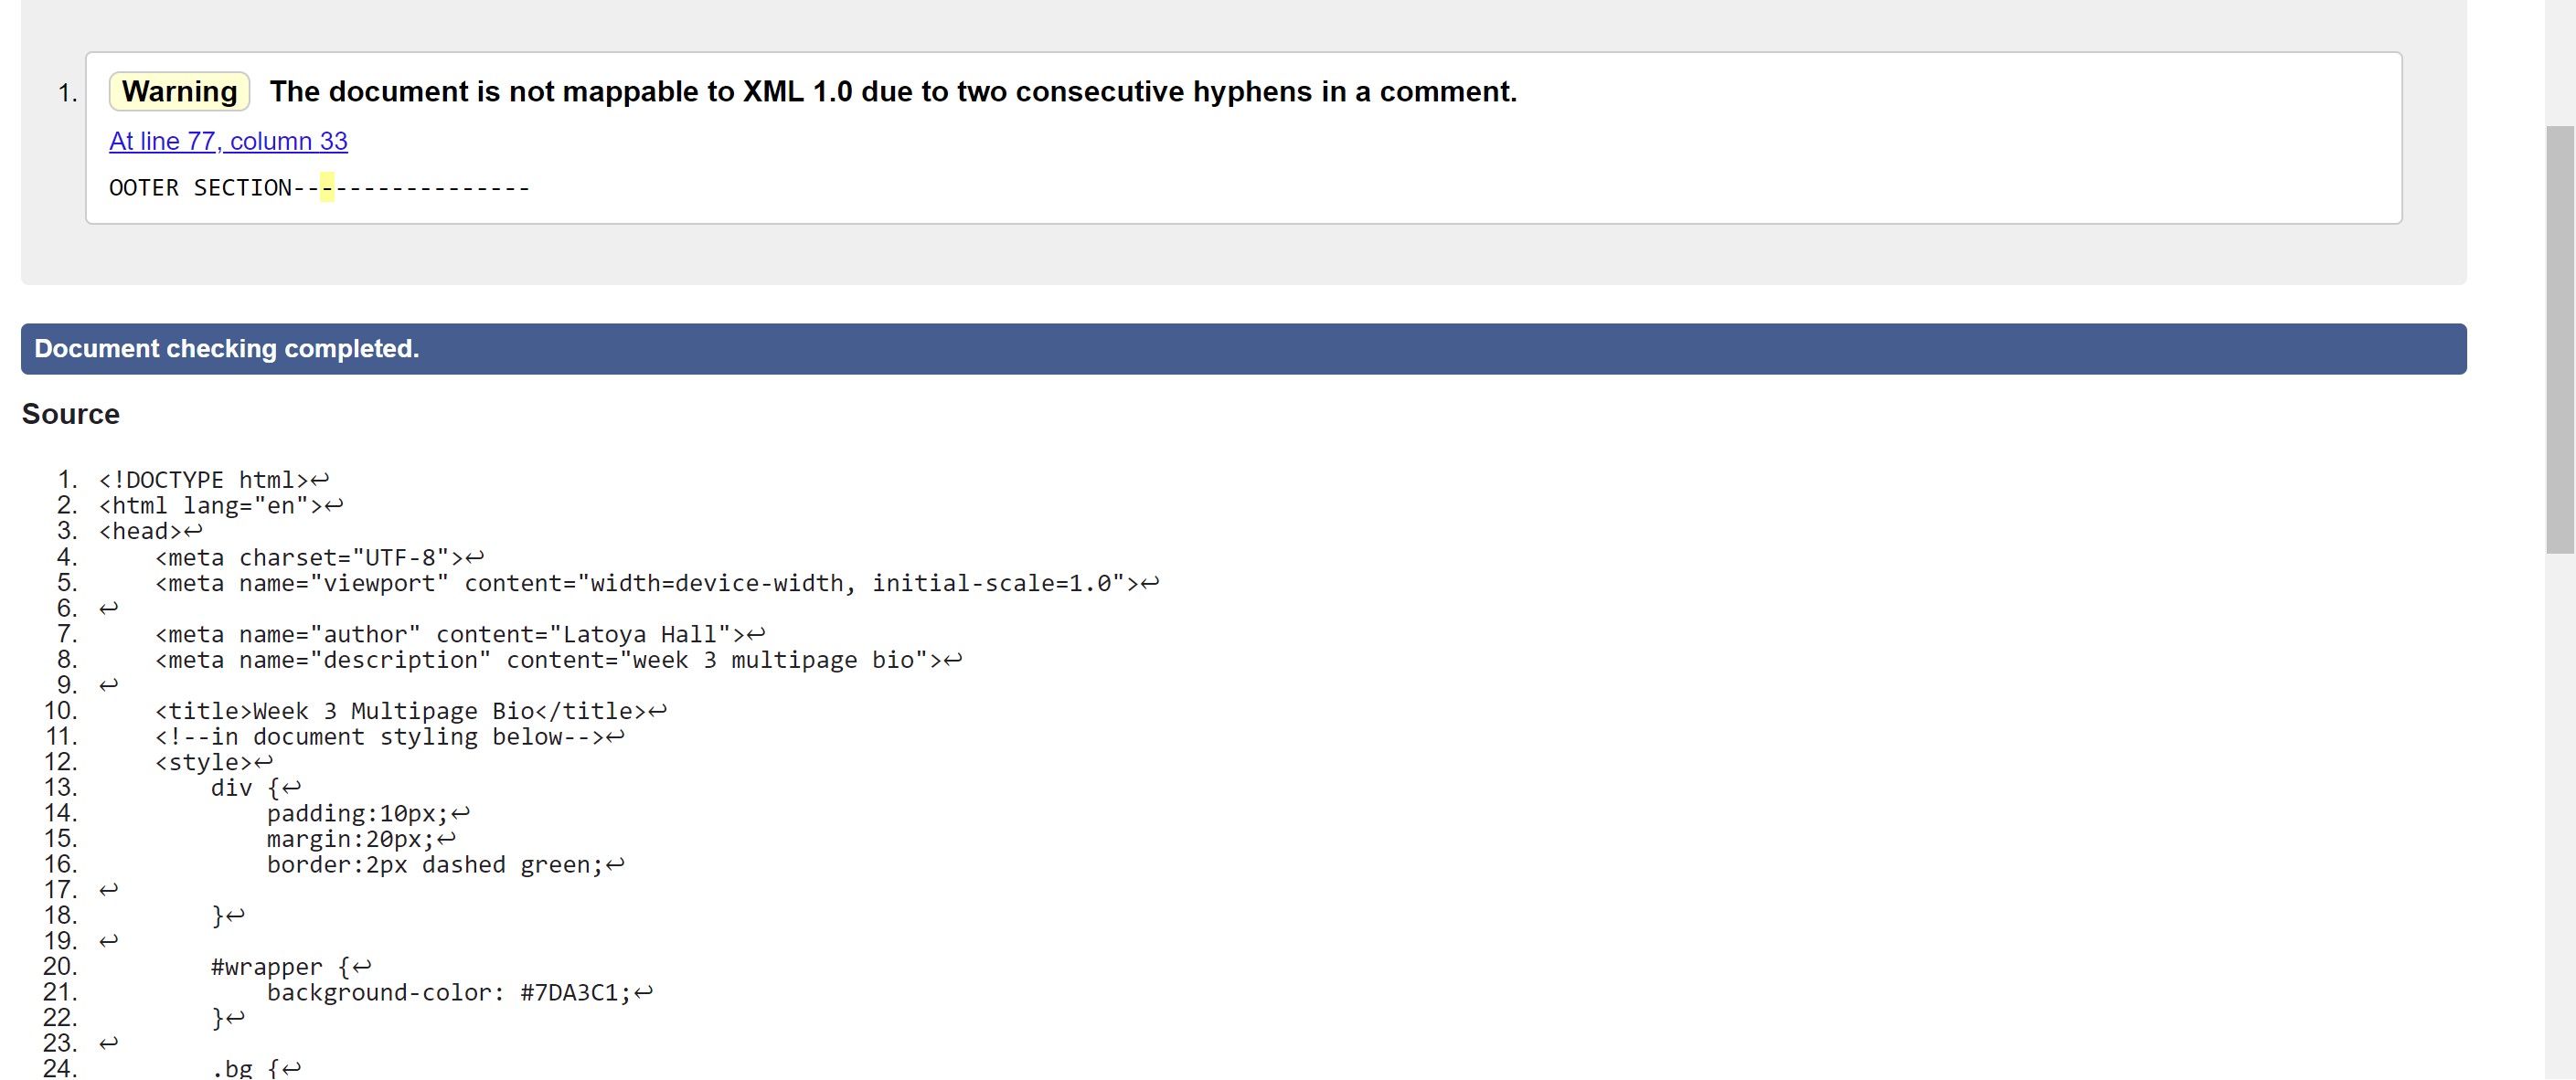 1. Warning The document is not mappable to XML 1.0 due to two consecutive hyphens in a comment.
At line 77, column 33
OOTER SECTION-----------------
Document checking completed.
Source
1. <!DOCTYPE html>↩
2. <html lang="en">↩
3. <head>↩
4.     <meta charset="UTF-8">↩
5.     <meta name="viewport" content="width=device-width, initial-scale=1.0">↩
6. ↩
7.     <meta name="author" content="Latoya Hall">↩
8.     <meta name="description" content="week 3 multipage bio">↩
9. ↩
10.     <title>Week 3 Multipage Bio</title>↩
11.     <!--in document styling below-->↩
12.     <style>↩
13.         div {↩
14.             padding:10px;↩
15.             margin:20px;↩
16.             border:2px dashed green;↩
17. ↩
18.         }↩
19. ↩
20.         #wrapper {↩
21.             background-color: #7DA3C1;↩
22.         }↩
23. ↩
24.         .bg {↩